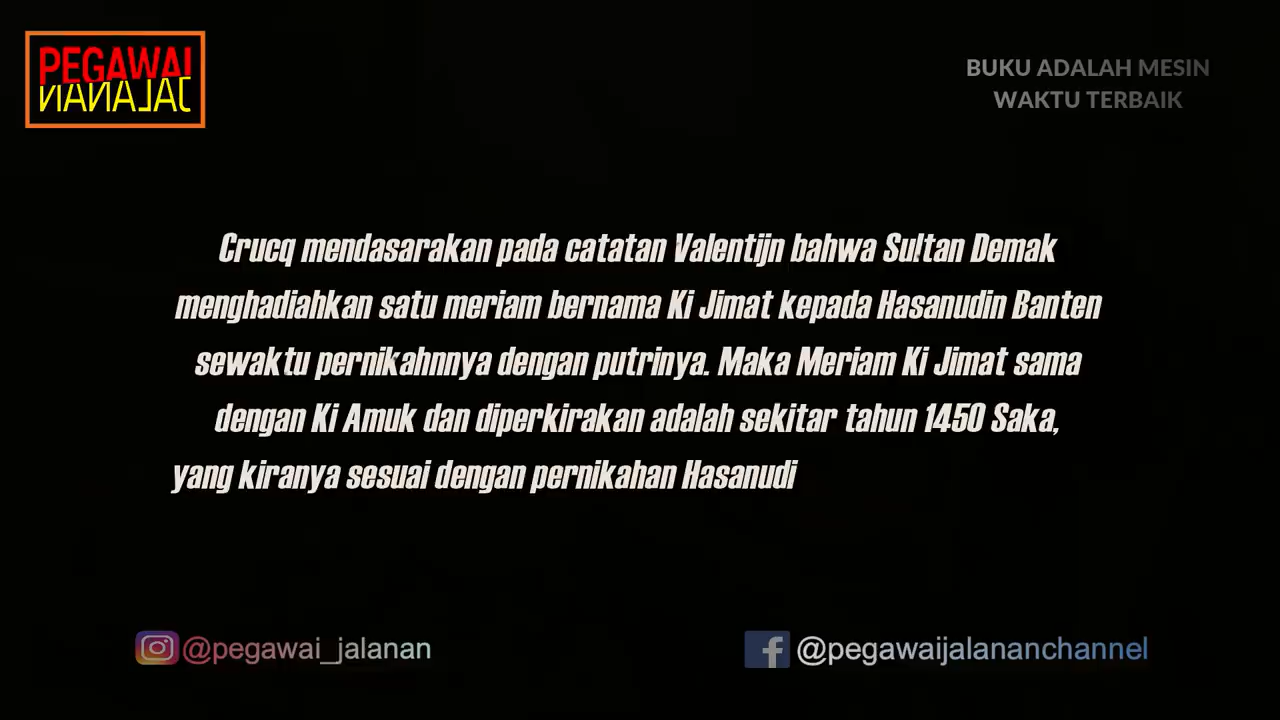 PEGAWAI
JALANAN
BUKU ADALAH MESIN
WAKTU TERBAIK
Crucq mendasarakan pada catatan Valentijn bahwa Sultan Demak
menghadiahkan satu meriam bernama Ki Jimat kepada Hasanudin Banten
sewaktu pernikahnnya dengan putrinya. Maka Meriam Ki Jimat sama
dengan Ki Amuk dan diperkirakan adalah sekitar tahun 1450 Saka,
yang kiranya sesuai dengan pernikahan Hasanudi
@pegawai_jalanan
@pegawaijalananchannel